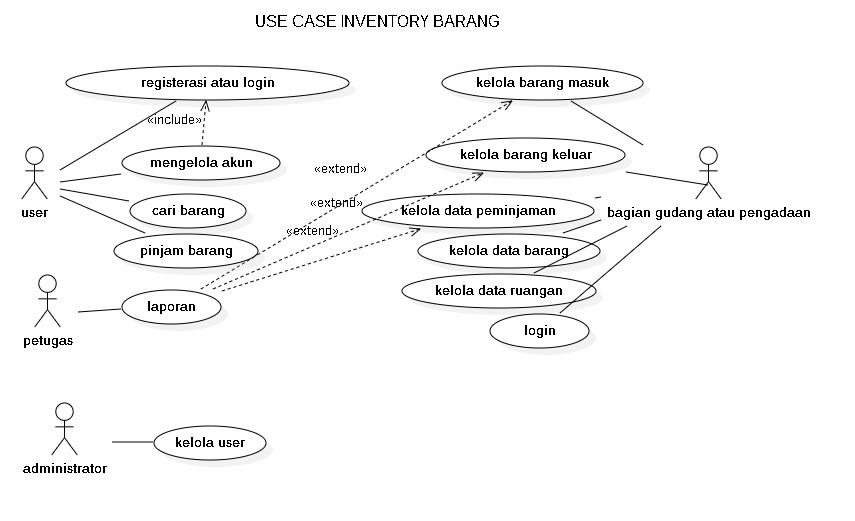 USE CASE INVENTORY BARANG
registerasi atau login
kelola barang masuk
«include»
mengelola akun
kelola barang keluar
«extend»
user
cari barang
«extend»
kelola data peminjaman
bagian gudang atau pengadaan
«extend»
pinjam barang
kelola data barang
kelola data ruangan
laporan
login
petugas
kelola user
administrator